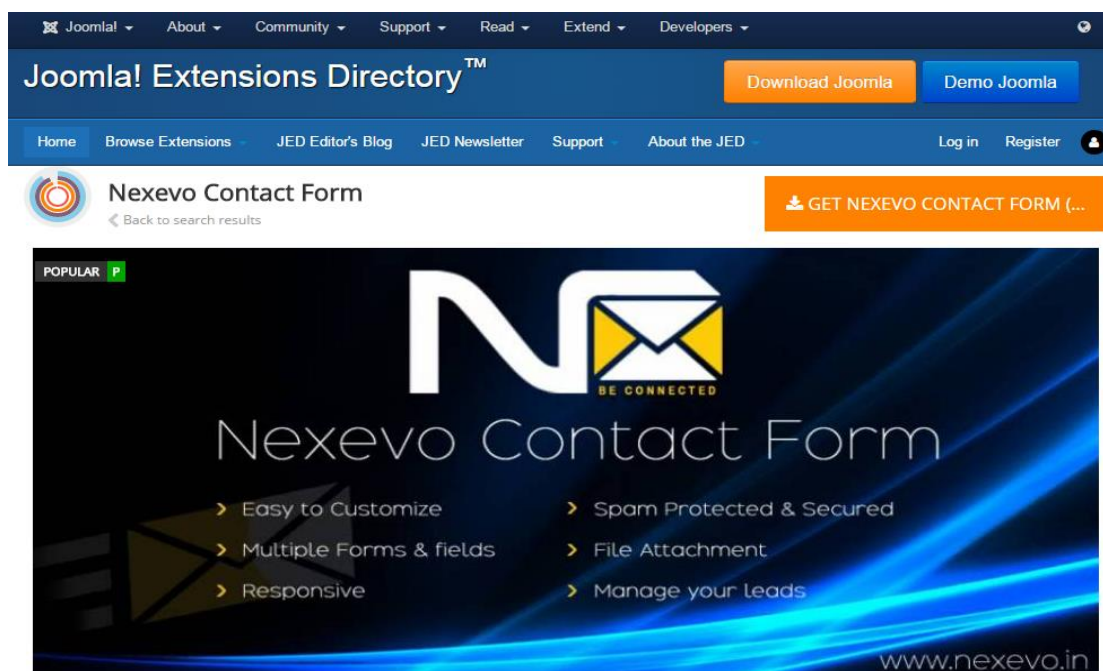 Joomla! About Community Support Read Extend Developers
Joomla! Extensions Directory™
Download Joomla Demo Joomla
Home Browse Extensions JED Editor's Blog JED Newsletter Support About the JED Log in Register
Nexevo Contact Form
Back to search results
GET NEXEVO CONTACT FORM (...
POPULAR P
N
BE CONNECTED
Nexevo Contact Form
Easy to Customize
Multiple Forms & fields
Responsive
Spam Protected & Secured
File Attachment
Manage your leads
www.nexevo.in